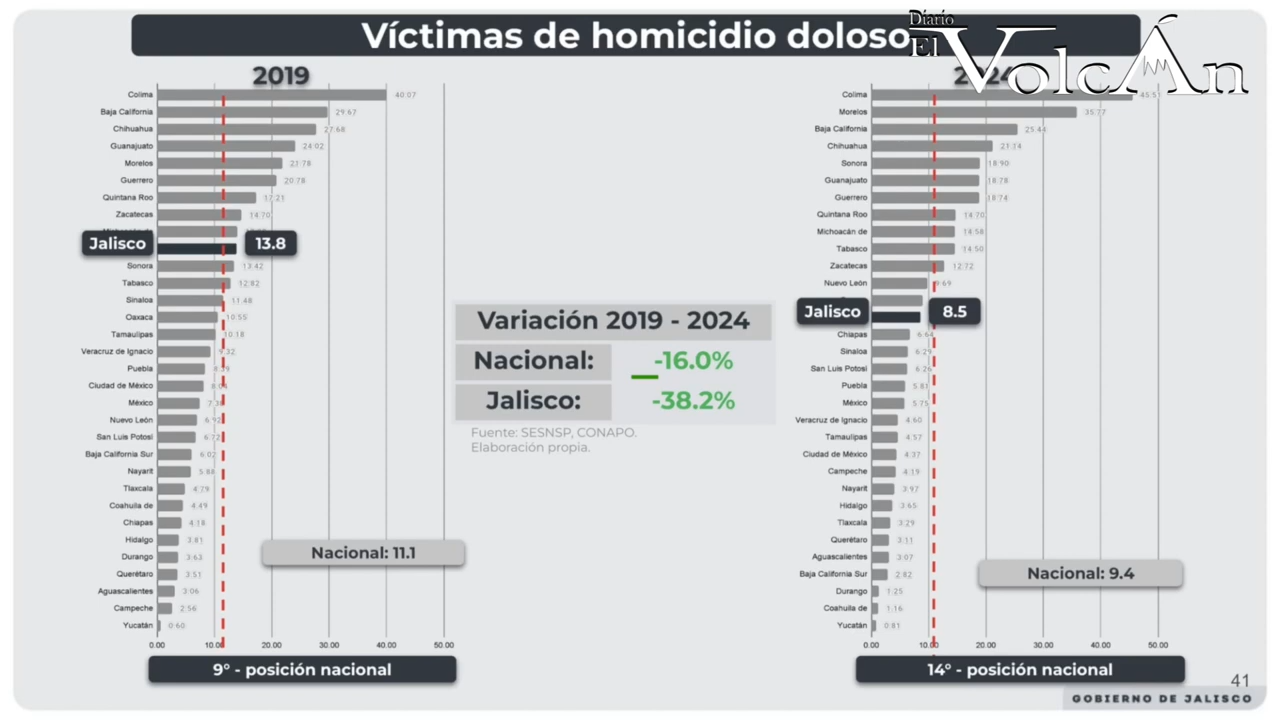 Víctimas de homicidio doloso
Diario
El Volcán
2019
Colima 40.07
Baja California 29.67
Chihuahua 27.68
Guanajuato 24.02
Morelos 21.78
Guerrero 20.78
Quintana Roo 17.21
Zacatecas 14.70
Michoacán de
Jalisco 13.8
Sonora 13.42
Tabasco 12.82
Sinaloa 11.48
Oaxaca 10.55
Tamaulipas 10.18
Veracruz de Ignacio 9.32
Puebla
Ciudad de México 8.04
México
Nuevo León 6.92
San Luis Potosí 6.72
Baja California Sur 6.02
Nayarit 5.88
Tlaxcala 4.79
Coahuila de 4.49
Chiapas 4.18
Hidalgo 3.81
Durango 3.63
Querétaro 3.51
Aguascalientes 3.06
Campeche 2.56
Yucatán 0.60
0.00 10.00 20.00 30.00 40.00 50.00
Nacional: 11.1
9° - posición nacional
Variación 2019 - 2024
Nacional: -16.0%
Jalisco: -38.2%
Fuente: SESNSP, CONAPO.
Elaboración propia.
2024
Colima 45.51
Morelos 35.77
Baja California 25.44
Chihuahua 21.14
Sonora 18.90
Guanajuato 18.78
Guerrero 18.74
Quintana Roo 14.70
Michoacán de 14.58
Tabasco 14.50
Zacatecas 12.72
Nuevo León 9.69
Jalisco 8.5
Chiapas 6.64
Sinaloa 6.29
San Luis Potosí 6.26
Puebla 5.81
México 5.75
Veracruz de Ignacio 4.60
Tamaulipas 4.57
Ciudad de México 4.37
Campeche 4.19
Nayarit 3.97
Hidalgo 3.65
Tlaxcala 3.29
Querétaro 3.11
Aguascalientes 3.07
Baja California Sur 2.82
Durango 1.25
Coahuila de 1.16
Yucatán 0.81
0.00 10.00 20.00 30.00 40.00 50.00
Nacional: 9.4
14° - posición nacional
41
GOBIERNO DE JALISCO